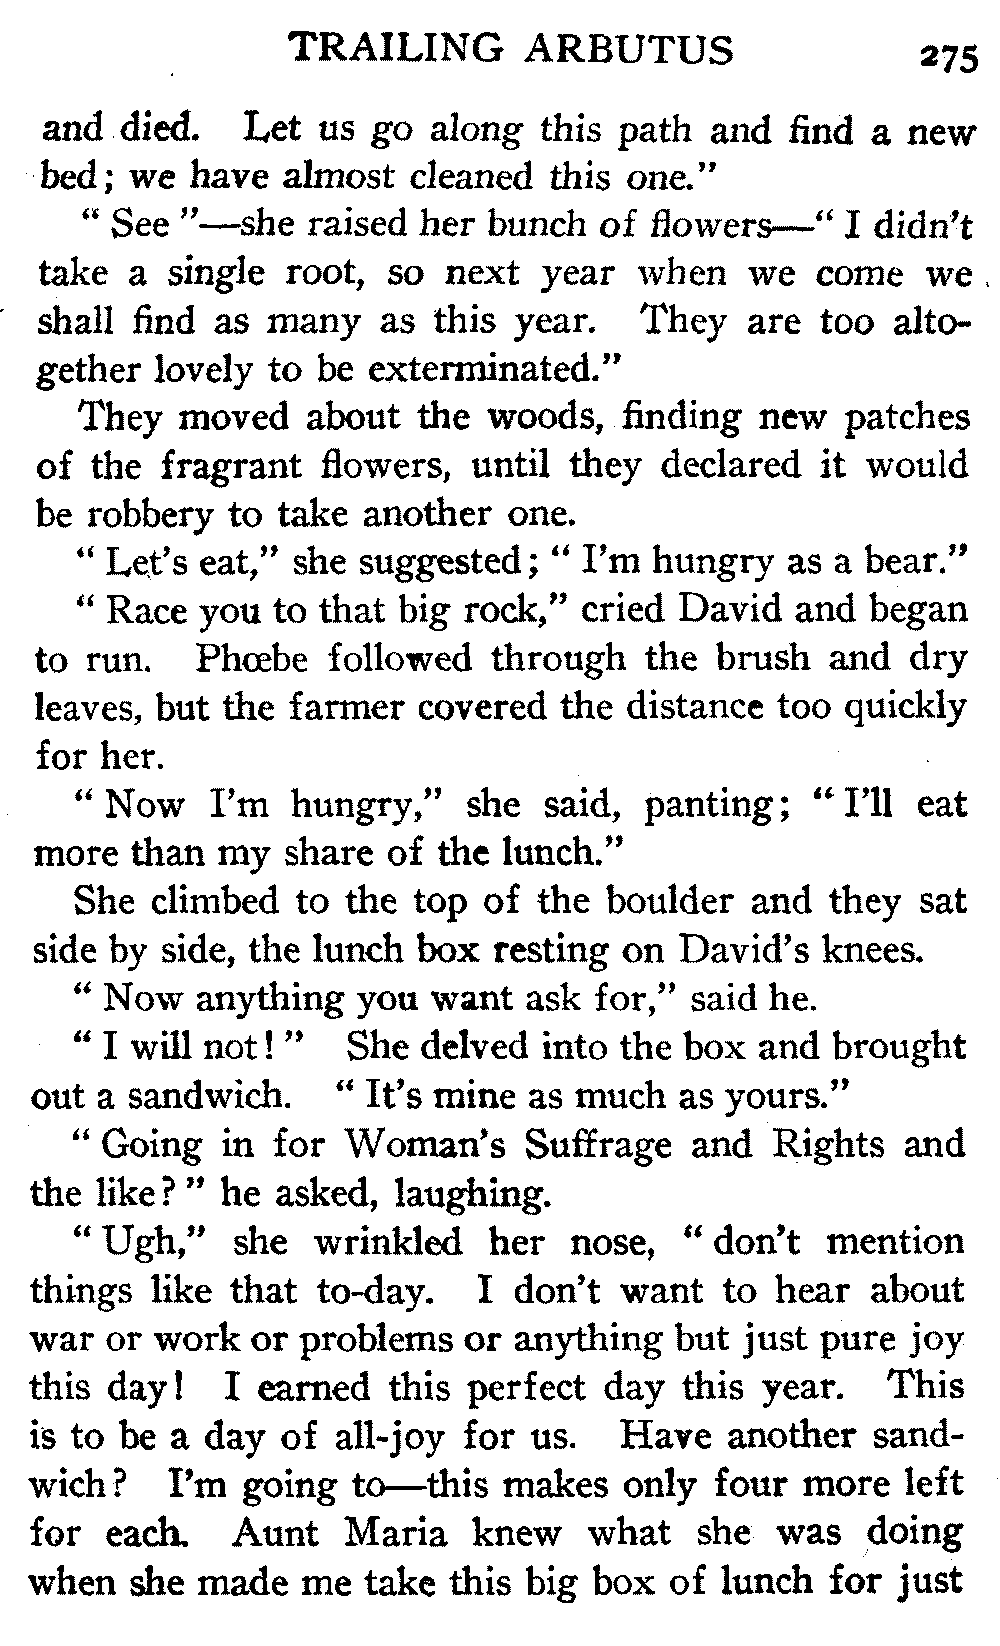 TRAILING ARBUTUS 275
and died. Let us go along this path and find a new
bed; we have almost cleaned this one."
" See "—she raised her bunch of flowers—" I didn't
take a single root, so next year when we come we
shall find as many as this year. They are too alto-
gether lovely to be exterminated."
They moved about the woods, finding new patches
of the fragrant flowers, until they declared it would
be robbery to take another one.
" Let's eat," she suggested; " I'm hungry as a bear."
" Race you to that big rock," cried David and began
to run. Phœbe followed through the brush and dry
leaves, but the farmer covered the distance too quickly
for her.
" Now I'm hungry," she said, panting; " I'll eat
more than my share of the lunch."
She climbed to the top of the boulder and they sat
side by side, the lunch box resting on David's knees.
" Now anything you want ask for," said he.
" I will not! " She delved into the box and brought
out a sandwich. " It's mine as much as yours."
" Going in for Woman's Suffrage and Rights and
the like? " he asked, laughing.
" Ugh," she wrinkled her nose, " don't mention
things like that to-day. I don't want to hear about
war or work or problems or anything but just pure joy
this day! I earned this perfect day this year. This
is to be a day of all-joy for us. Have another sand-
wich? I'm going to—this makes only four more left
for each. Aunt Maria knew what she was doing
when she made me take this big box of lunch for just